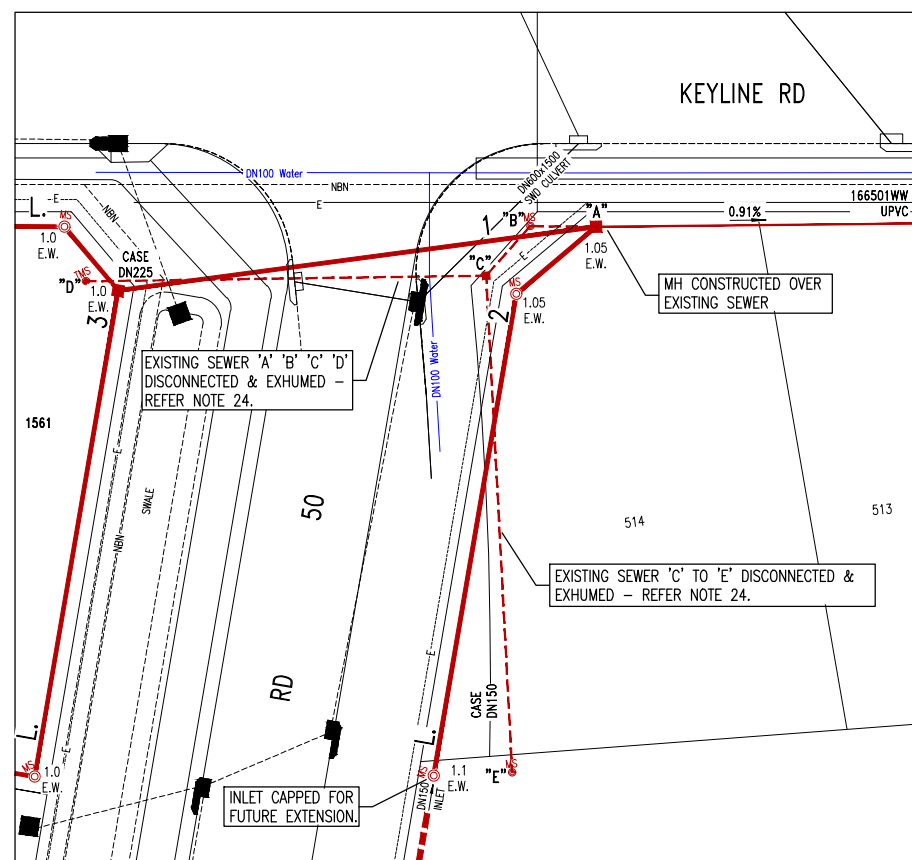 KEYLINE RD
DN100 Water
DN600x1500
SWD CULVERT
NBN
E
166501WW
0.91%
UPVC
L.
MS
1.0
E.W.
E
NBN
CASE
DN225
"D"
TMS
1.0
E.W.
3
1
"B"
MS
"A"
1.05
E.W.
"C"
E
MS
1.05
E.W.
2
MH CONSTRUCTED OVER
EXISTING SEWER
EXISTING SEWER 'A' 'B' 'C' 'D'
DISCONNECTED & EXHUMED –
REFER NOTE 24.
DN100 Water
1561
E
SWALE
NBN
50
514
513
EXISTING SEWER 'C' TO 'E' DISCONNECTED &
EXHUMED – REFER NOTE 24.
E
RD
CASE
DN150
L.
L.
MS
1.0
E.W.
E
MS
1.1
E.W.
"E"
MS
DN150
INLET
INLET CAPPED FOR
FUTURE EXTENSION.